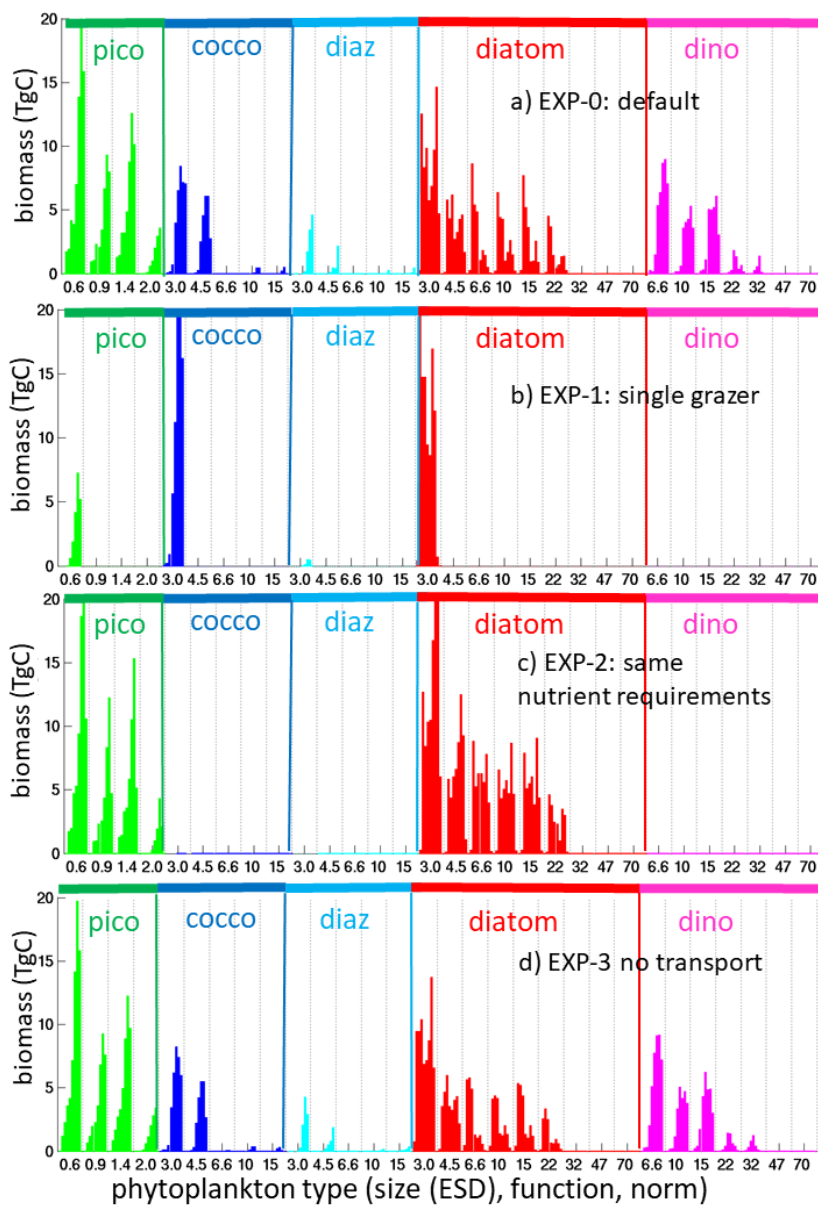 20
pico
cocco
diaz
diatom
dino
15
a) EXP-0: default
biomass (TgC)
10
5
0
0.6 0.9 1.4 2.0 3.0 4.5 6.6 10 15 3.0 4.5 6.6 10 15 3.0 4.5 6.6 10 15 22 32 47 70 6.6 10 15 22 32 47 70
20
pico
cocco
diaz
diatom
dino
15
b) EXP-1: single grazer
biomass (TgC)
10
5
0
0.6 0.9 1.4 2.0 3.0 4.5 6.6 10 15 3.0 4.5 6.6 10 15 3.0 4.5 6.6 10 15 22 32 47 70 6.6 10 15 22 32 47 70
20
pico
cocco
diaz
diatom
dino
15
c) EXP-2: same
nutrient requirements
biomass (TgC)
10
5
0
0.6 0.9 1.4 2.0 3.0 4.5 6.6 10 15 3.0 4.5 6.6 10 15 3.0 4.5 6.6 10 15 22 32 47 70 6.6 10 15 22 32 47 70
20
pico
cocco
diaz
diatom
dino
15
d) EXP-3 no transport
biomass (TgC)
10
5
0
0.6 0.9 1.4 2.0 3.0 4.5 6.6 10 15 3.0 4.5 6.6 10 15 3.0 4.5 6.6 10 15 22 32 47 70 6.6 10 15 22 32 47 70
phytoplankton type (size (ESD), function, norm)